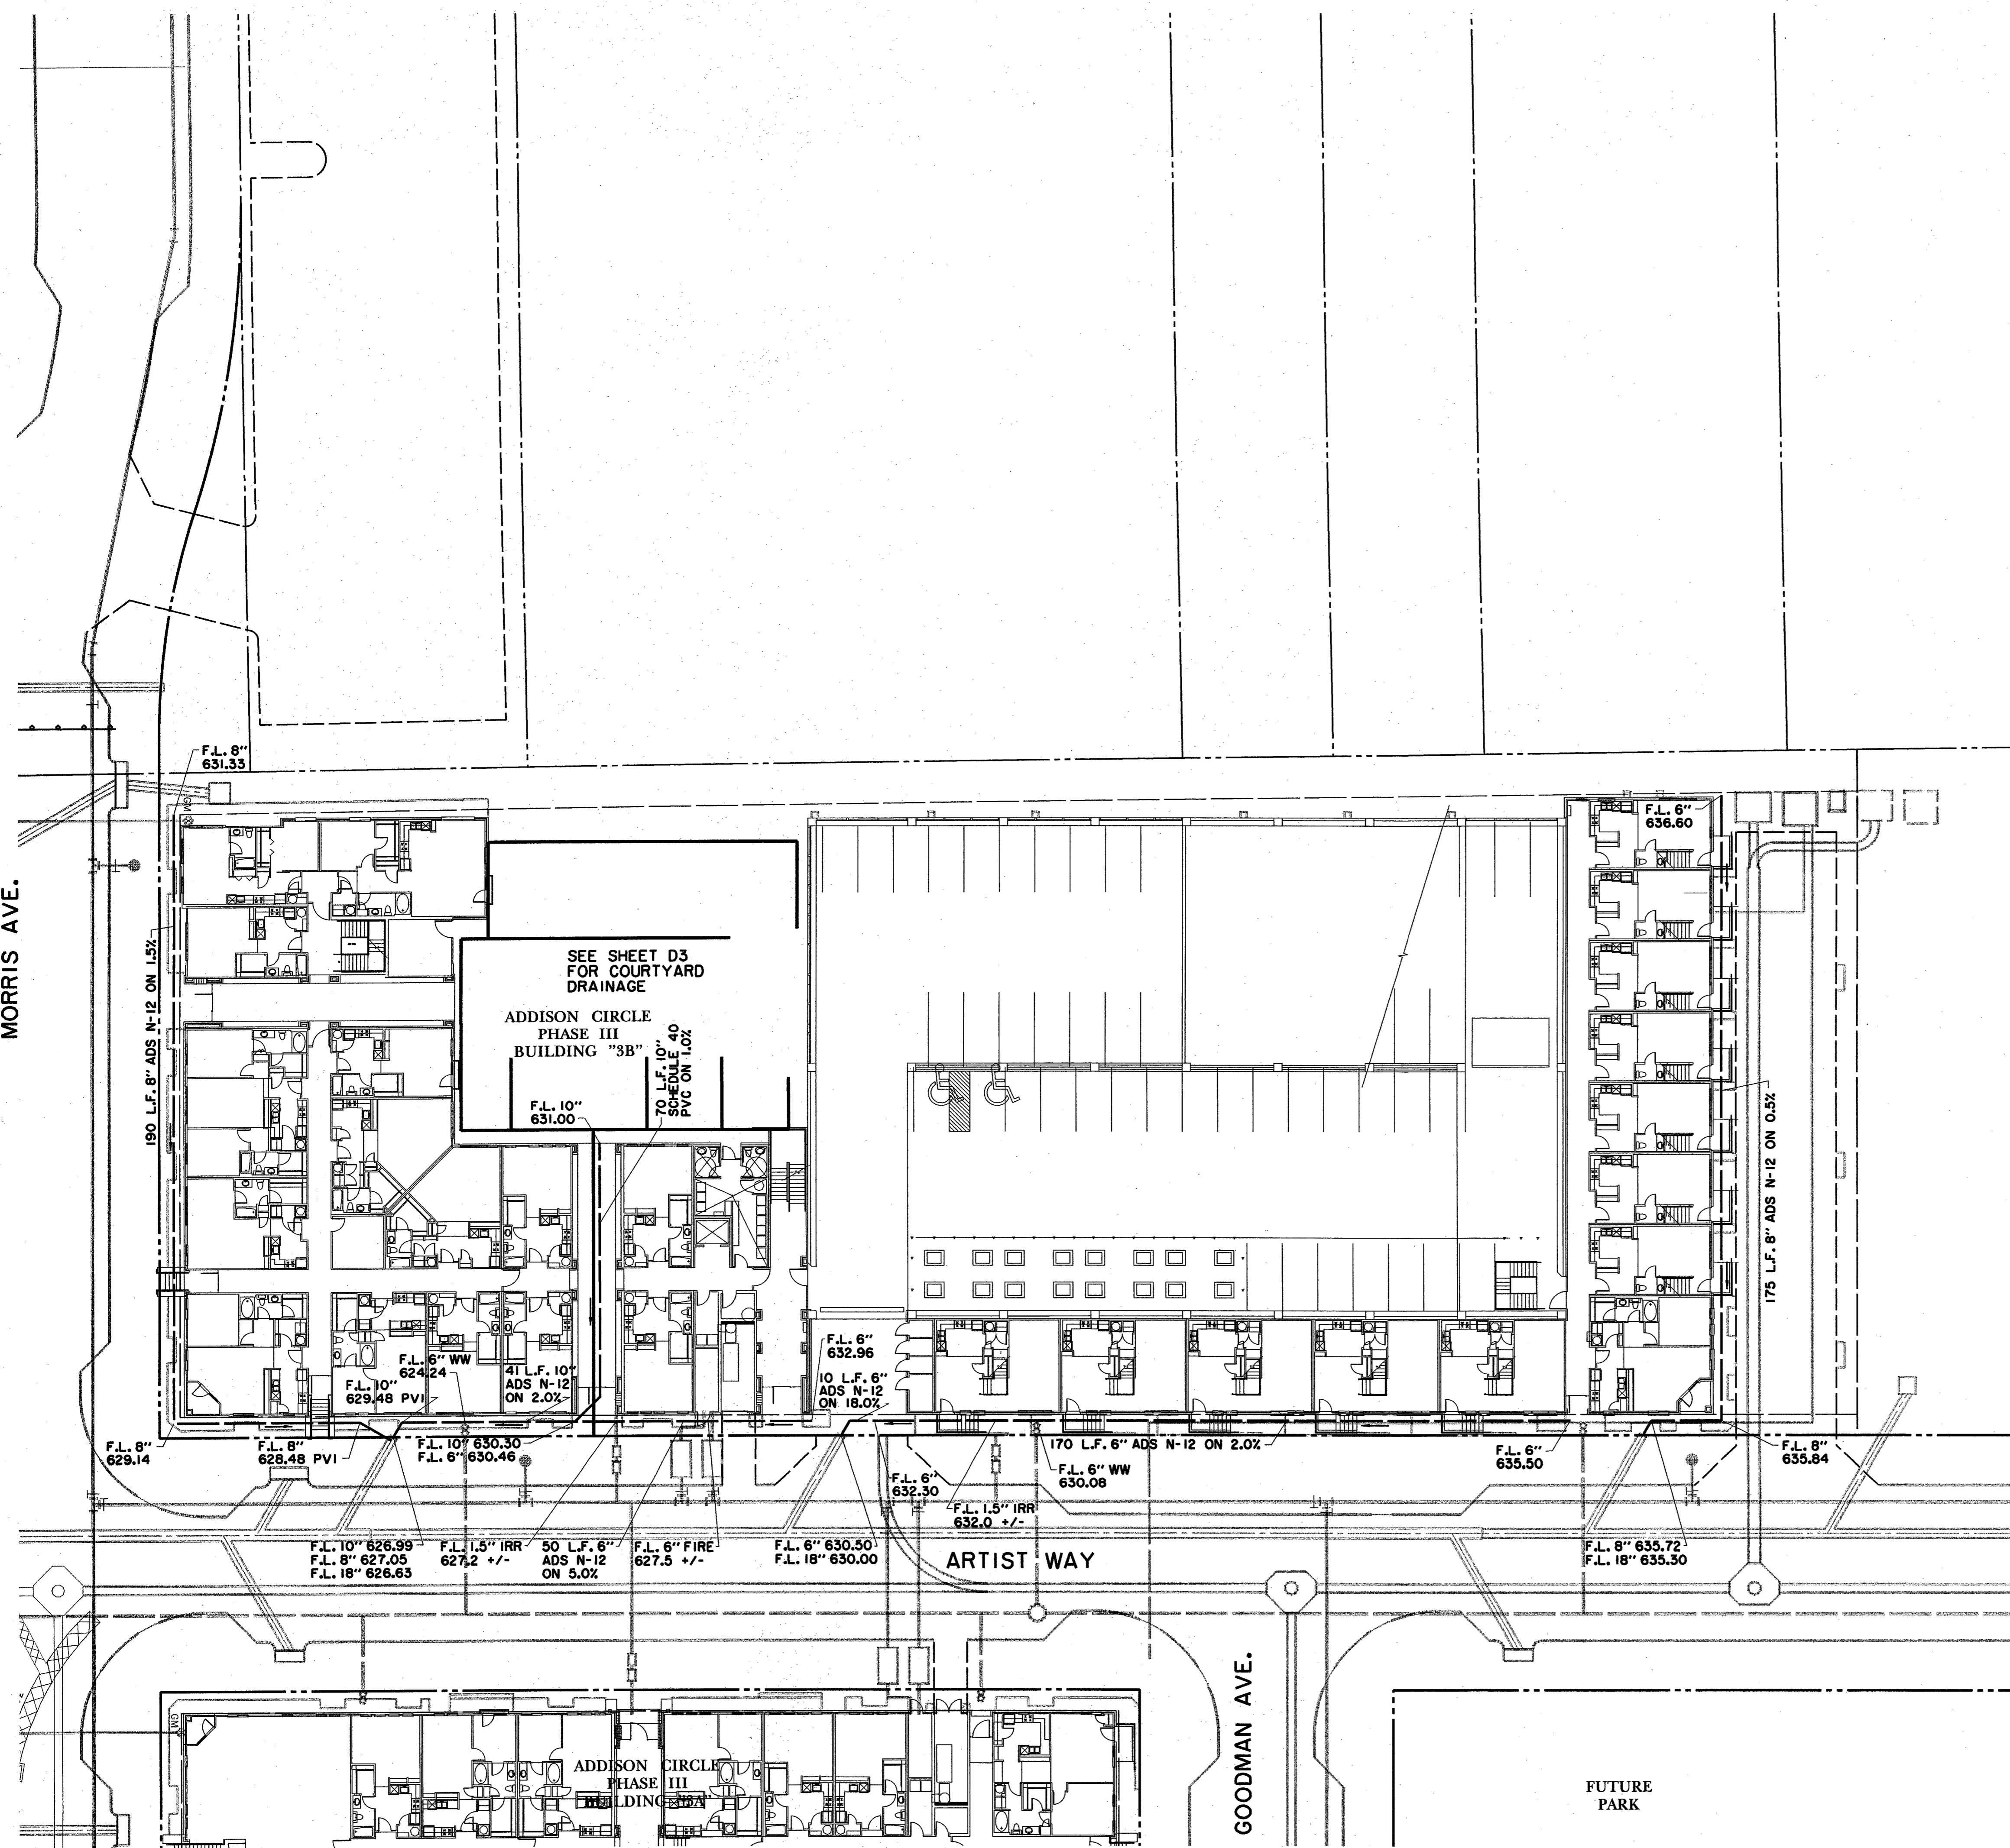 F.L. 8"
631.33
GM
MORRIS AVE.
190 L.F. 8" ADS N-12 ON 1.5%
SEE SHEET D3
FOR COURTYARD
DRAINAGE
ADDISON CIRCLE
PHASE III
BUILDING "3B"
70 L.F. 10"
SCHEDULE 40
PVC ON 1.0%
F.L. 10"
631.00
F.L. 6"
636.60
175 L.F. 8" ADS N-12 ON 0.5%
F.L. 6" WW
624.24
F.L. 10"
629.48 PVI
41 L.F. 10"
ADS N-12
ON 2.0%
F.L. 6"
632.96
10 L.F. 6"
ADS N-12
ON 18.0%
F.L. 8"
629.14
F.L. 8"
628.48 PVI
F.L. 10" 630.30
F.L. 6" 630.46
170 L.F. 6" ADS N-12 ON 2.0%
F.L. 6"
635.50
F.L. 8"
635.84
F.L. 6"
632.30
F.L. 6" WW
630.08
F.L. 1.5" IRR
632.0 +/-
F.L. 10" 626.99
F.L. 8" 627.05
F.L. 18" 626.63
F.L. 1.5" IRR
627.2 +/-
50 L.F. 6"
ADS N-12
ON 5.0%
F.L. 6" FIRE
627.5 +/-
F.L. 6" 630.50
F.L. 18" 630.00
ARTIST WAY
F.L. 8" 635.72
F.L. 18" 635.30
GOODMAN AVE.
GM
ADDISON CIRCLE
PHASE III
BUILDING "3A"
FUTURE
PARK